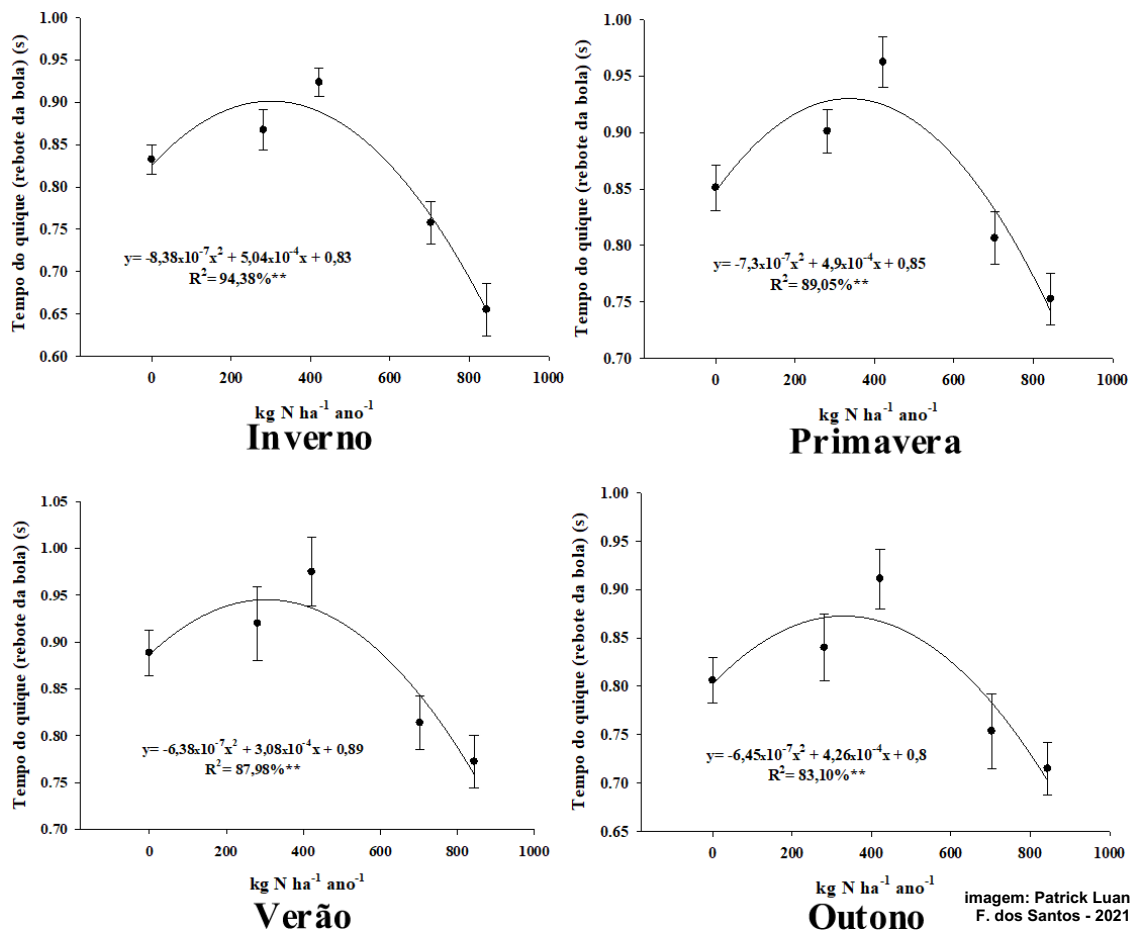 Tempo do quique (rebote da bola) (s)
1.00
0.95
0.90
0.85
0.80
0.75
0.70
0.65
0.60
y= -8,38x10⁻⁷x² + 5,04x10⁻⁴x + 0,83
R²= 94,38%**
0 200 400 600 800 1000
kg N ha⁻¹ ano⁻¹
Inverno
Tempo do quique (rebote da bola) (s)
1.00
0.95
0.90
0.85
0.80
0.75
0.70
y= -7,3x10⁻⁷x² + 4,9x10⁻⁴x + 0,85
R²= 89,05%**
0 200 400 600 800 1000
kg N ha⁻¹ ano⁻¹
Primavera
Tempo do quique (rebote da bola) (s)
1.05
1.00
0.95
0.90
0.85
0.80
0.75
0.70
y= -6,38x10⁻⁷x² + 3,08x10⁻⁴x + 0,89
R²= 87,98%**
0 200 400 600 800 1000
kg N ha⁻¹ ano⁻¹
Verão
Tempo do quique (rebote da bola) (s)
1.00
0.95
0.90
0.85
0.80
0.75
0.70
0.65
y= -6,45x10⁻⁷x² + 4,26x10⁻⁴x + 0,8
R²= 83,10%**
0 200 400 600 800 1000
kg N ha⁻¹ ano⁻¹
Outono
imagem: Patrick Luan
F. dos Santos - 2021